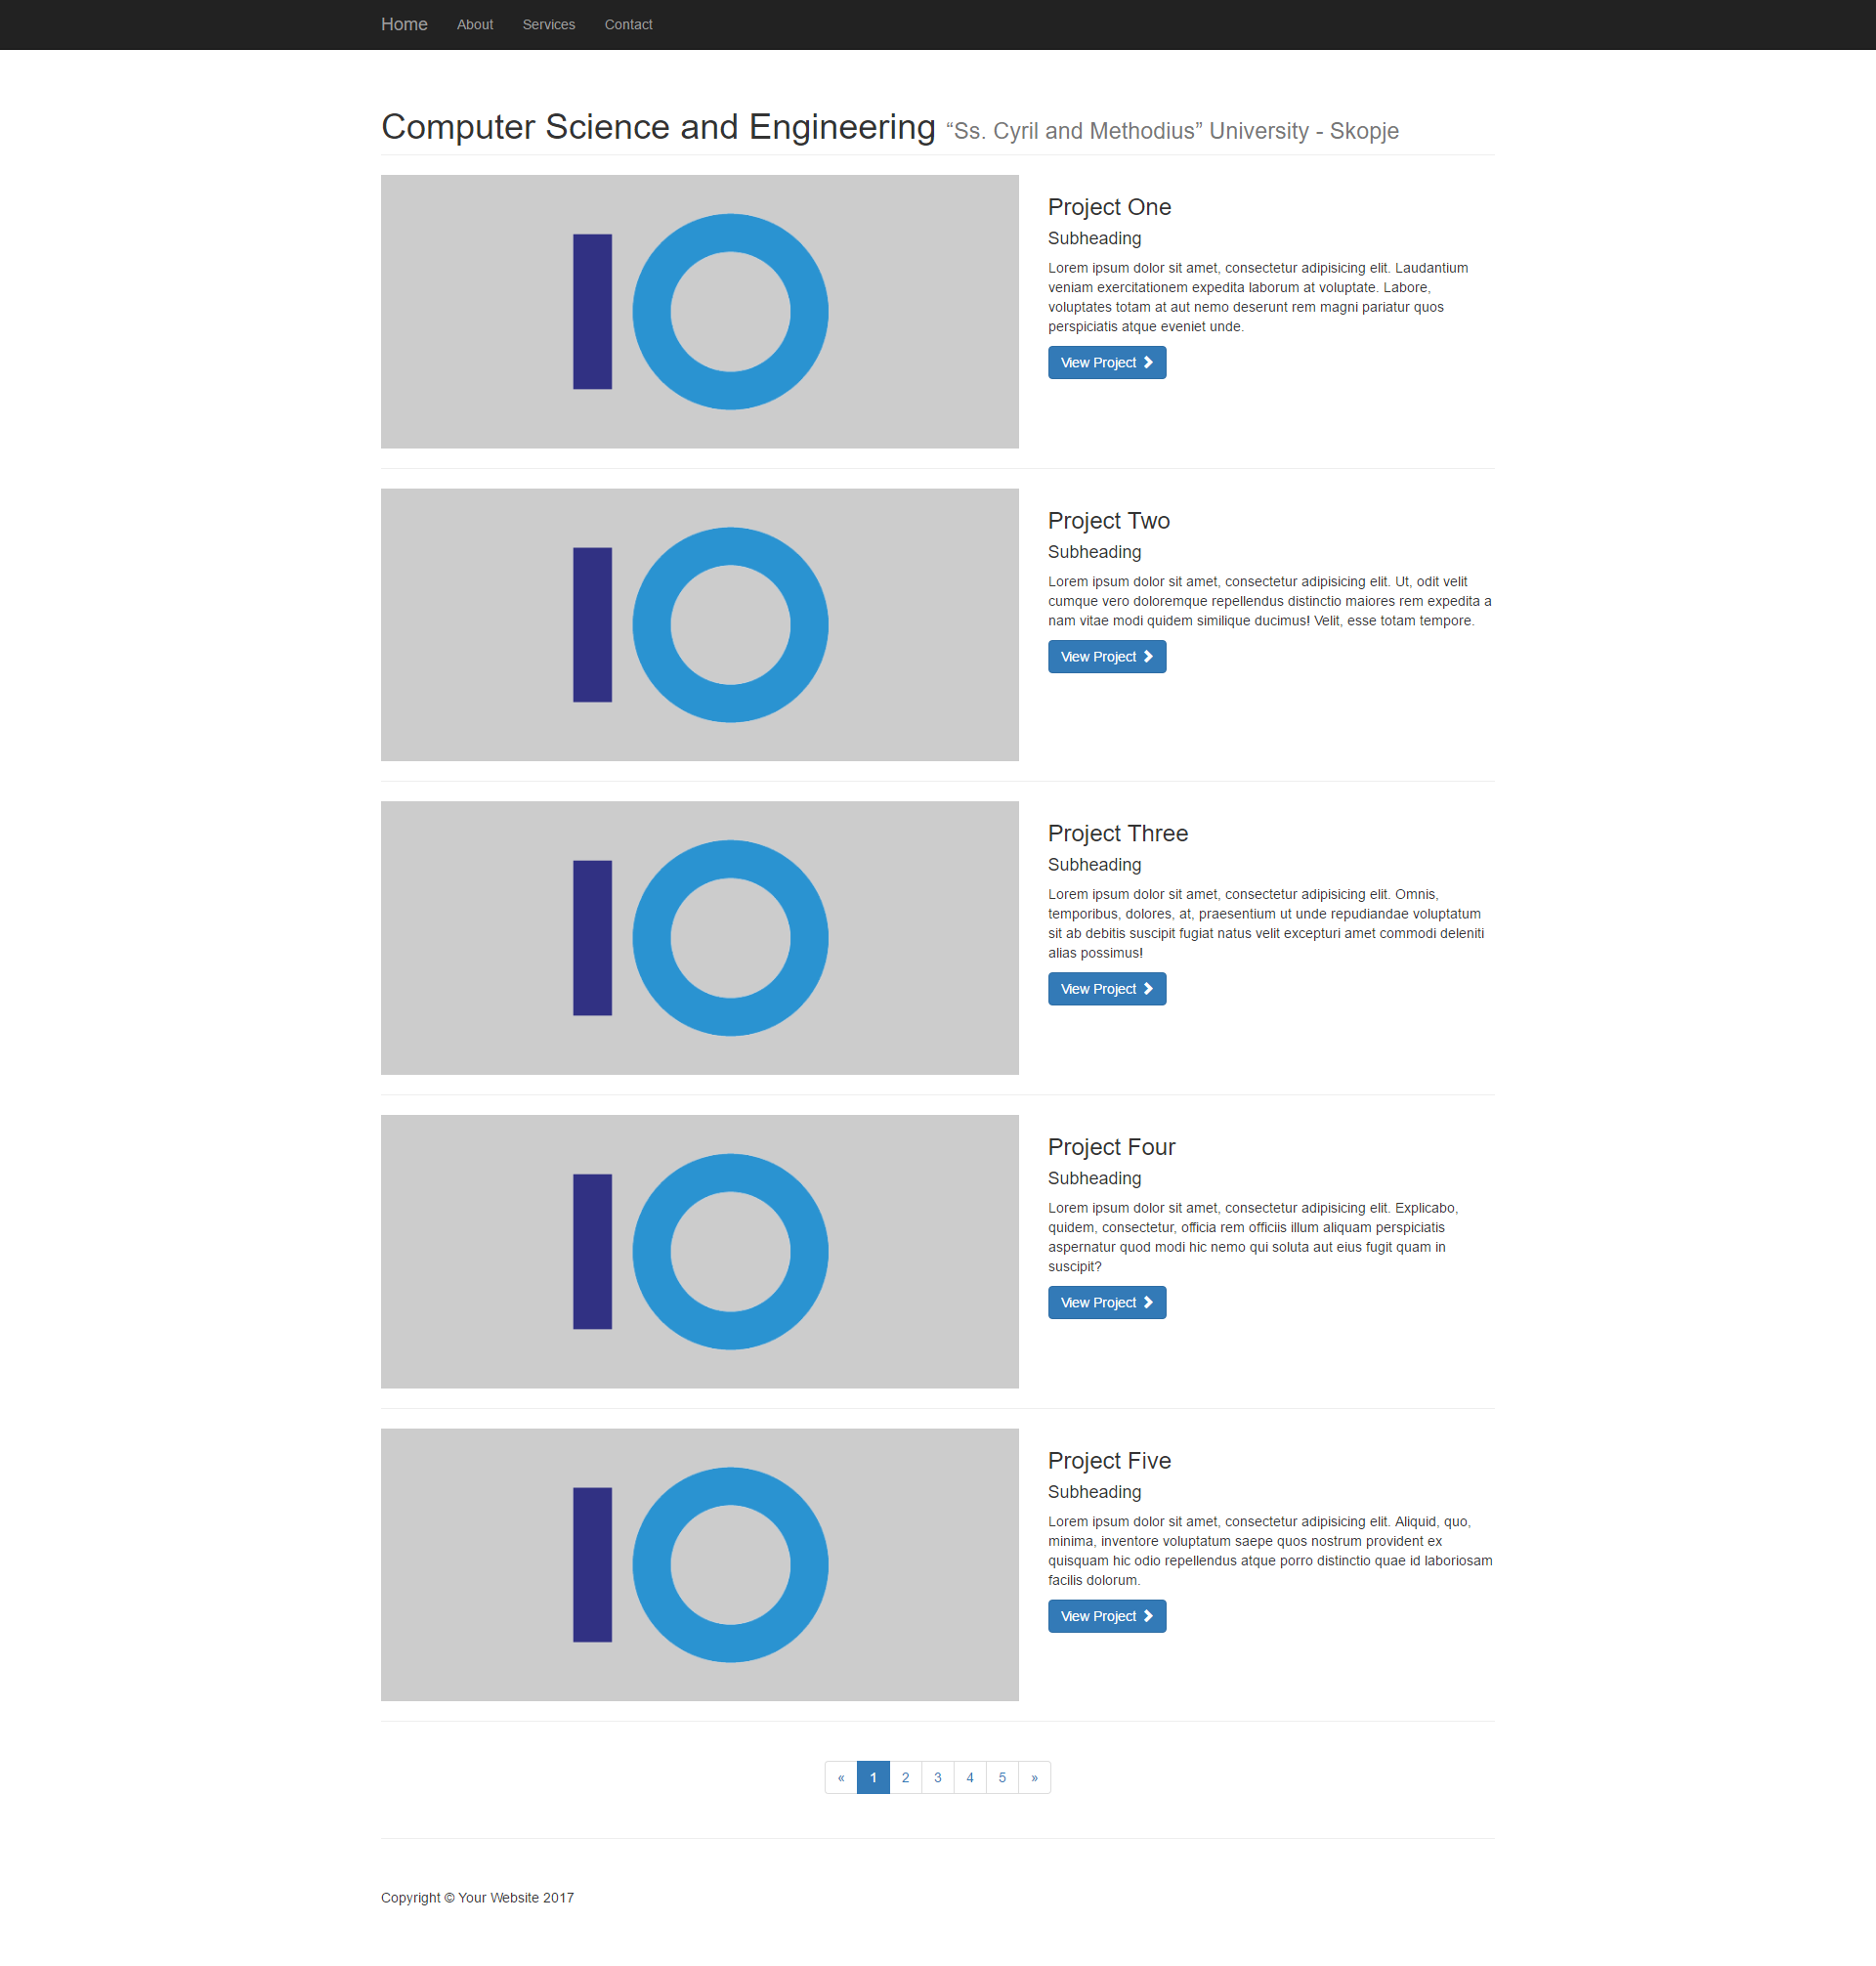 Home About Services Contact
Computer Science and Engineering “Ss. Cyril and Methodius” University - Skopje
Project One
Subheading
Lorem ipsum dolor sit amet, consectetur adipisicing elit. Laudantium
veniam exercitationem expedita laborum at voluptate. Labore,
voluptates totam at aut nemo deserunt rem magni pariatur quos
perspiciatis atque eveniet unde.
View Project
Project Two
Subheading
Lorem ipsum dolor sit amet, consectetur adipisicing elit. Ut, odit velit
cumque vero doloremque repellendus distinctio maiores rem expedita a
nam vitae modi quidem similique ducimus! Velit, esse totam tempore.
View Project
Project Three
Subheading
Lorem ipsum dolor sit amet, consectetur adipisicing elit. Omnis,
temporibus, dolores, at, praesentium ut unde repudiandae voluptatum
sit ab debitis suscipit fugiat natus velit excepturi amet commodi deleniti
alias possimus!
View Project
Project Four
Subheading
Lorem ipsum dolor sit amet, consectetur adipisicing elit. Explicabo,
quidem, consectetur, officia rem officiis illum aliquam perspiciatis
aspernatur quod modi hic nemo qui soluta aut eius fugit quam in
suscipit?
View Project
Project Five
Subheading
Lorem ipsum dolor sit amet, consectetur adipisicing elit. Aliquid, quo,
minima, inventore voluptatum saepe quos nostrum provident ex
quisquam hic odio repellendus atque porro distinctio quae id laboriosam
facilis dolorum.
View Project
« 1 2 3 4 5 »
Copyright © Your Website 2017